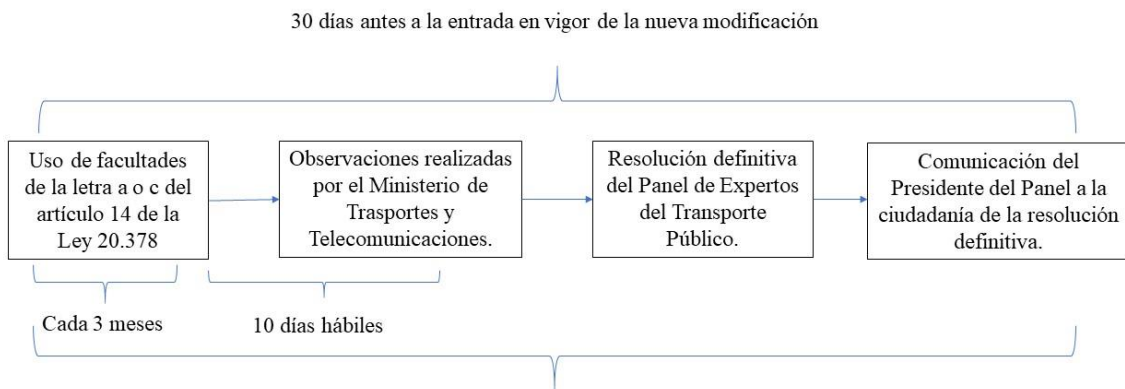 30 días antes a la entrada en vigor de la nueva modificación
Uso de facultades
de la letra a o c del
artículo 14 de la
Ley 20.378
Observaciones realizadas
por el Ministerio de
Trasportes y
Telecomunicaciones.
Resolución definitiva
del Panel de Expertos
del Transporte
Público.
Comunicación del
Presidente del Panel a la
ciudadanía de la resolución
definitiva.
Cada 3 meses
10 días hábiles